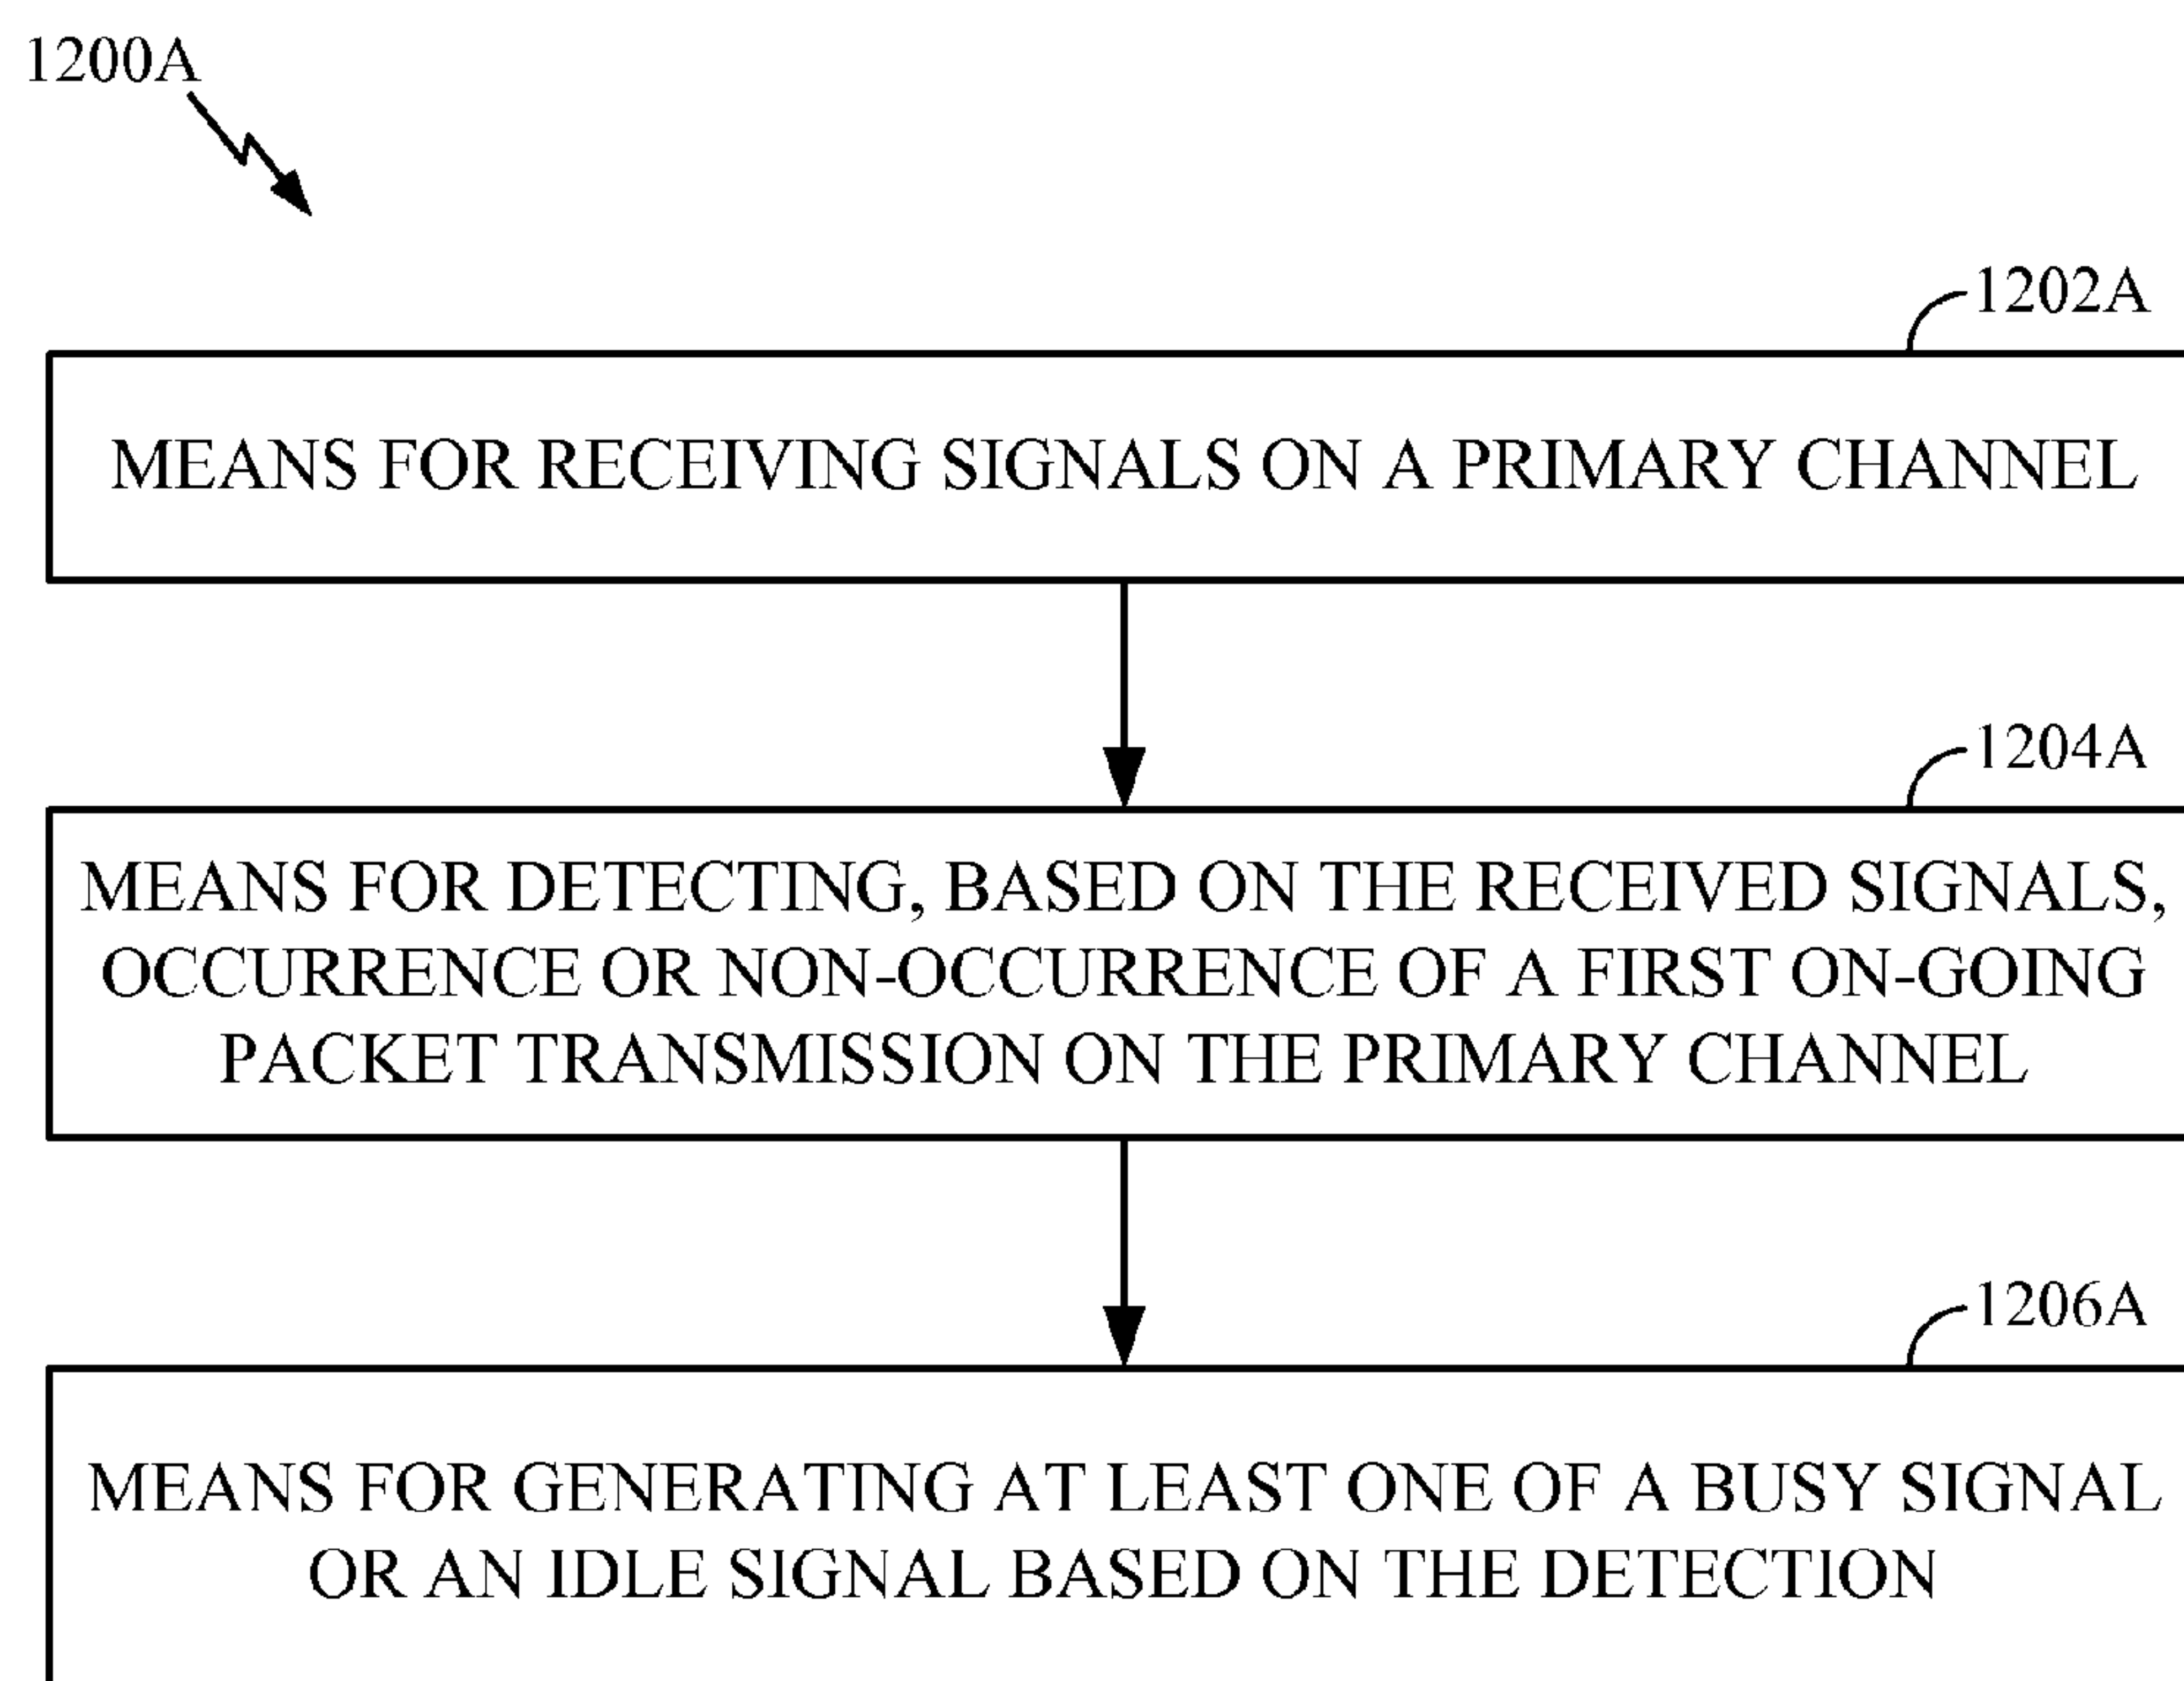 1200A
1202A
MEANS FOR RECEIVING SIGNALS ON A PRIMARY CHANNEL
1204A
MEANS FOR DETECTING, BASED ON THE RECEIVED SIGNALS,
OCCURRENCE OR NON-OCCURRENCE OF A FIRST ON-GOING
PACKET TRANSMISSION ON THE PRIMARY CHANNEL
1206A
MEANS FOR GENERATING AT LEAST ONE OF A BUSY SIGNAL
OR AN IDLE SIGNAL BASED ON THE DETECTION